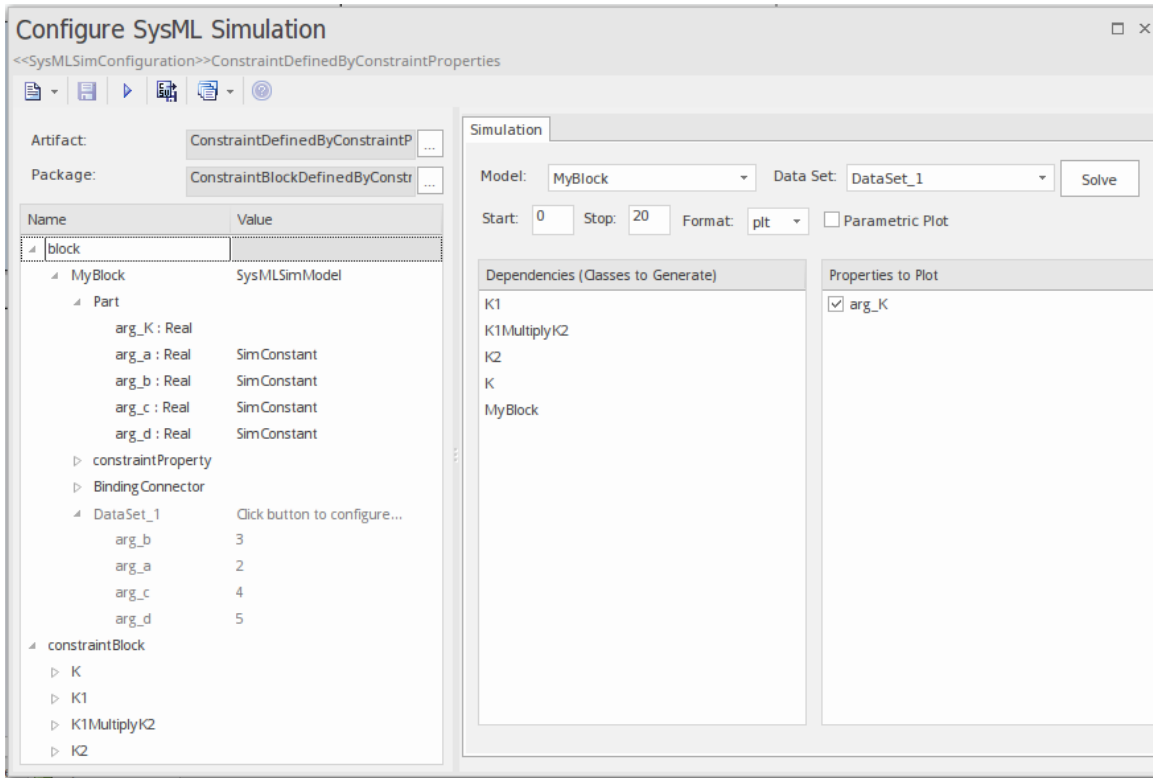 Configure SysML Simulation
<<SysMLSimConfiguration>>ConstraintDefinedByConstraintProperties
Artifact: ConstraintDefinedByConstraintP ...
Package: ConstraintBlockDefinedByConstr ...
Name Value
block
MyBlock SysMLSimModel
Part
arg_K : Real
arg_a : Real SimConstant
arg_b : Real SimConstant
arg_c : Real SimConstant
arg_d : Real SimConstant
constraintProperty
BindingConnector
DataSet_1 Click button to configure...
arg_b 3
arg_a 2
arg_c 4
arg_d 5
constraintBlock
K
K1
K1MultiplyK2
K2
Simulation
Model: MyBlock Data Set: DataSet_1 Solve
Start: 0 Stop: 20 Format: plt Parametric Plot
Dependencies (Classes to Generate)
K1
K1MultiplyK2
K2
K
MyBlock
Properties to Plot
arg_K